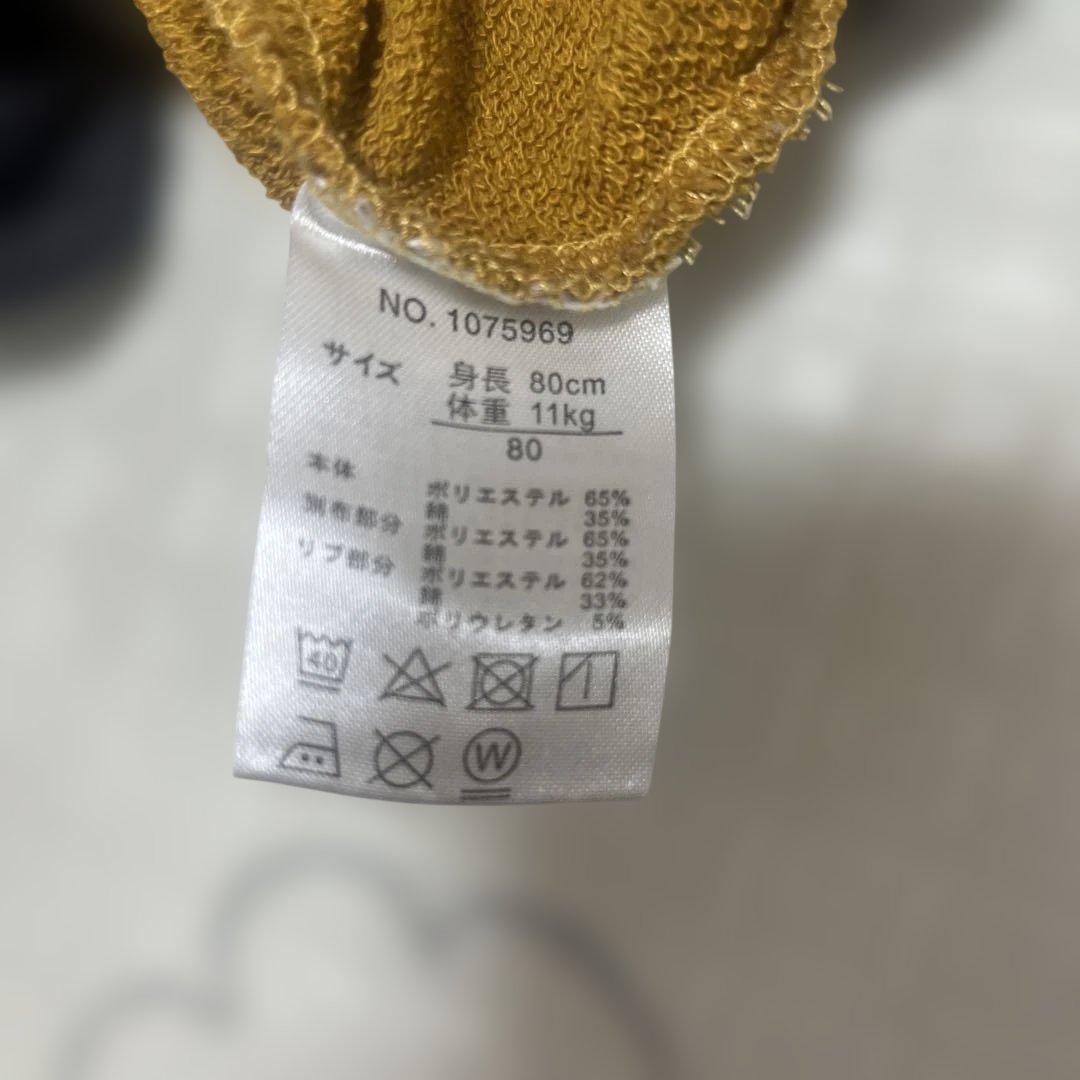 NO. 1075969
サイズ 身長 80cm
体重 11kg
80
本体 ポリエステル 65%
綿 35%
別布部分 ポリエステル 65%
綿 35%
リブ部分 ポリエステル 62%
綿 33%
ポリウレタン 5%
40
W